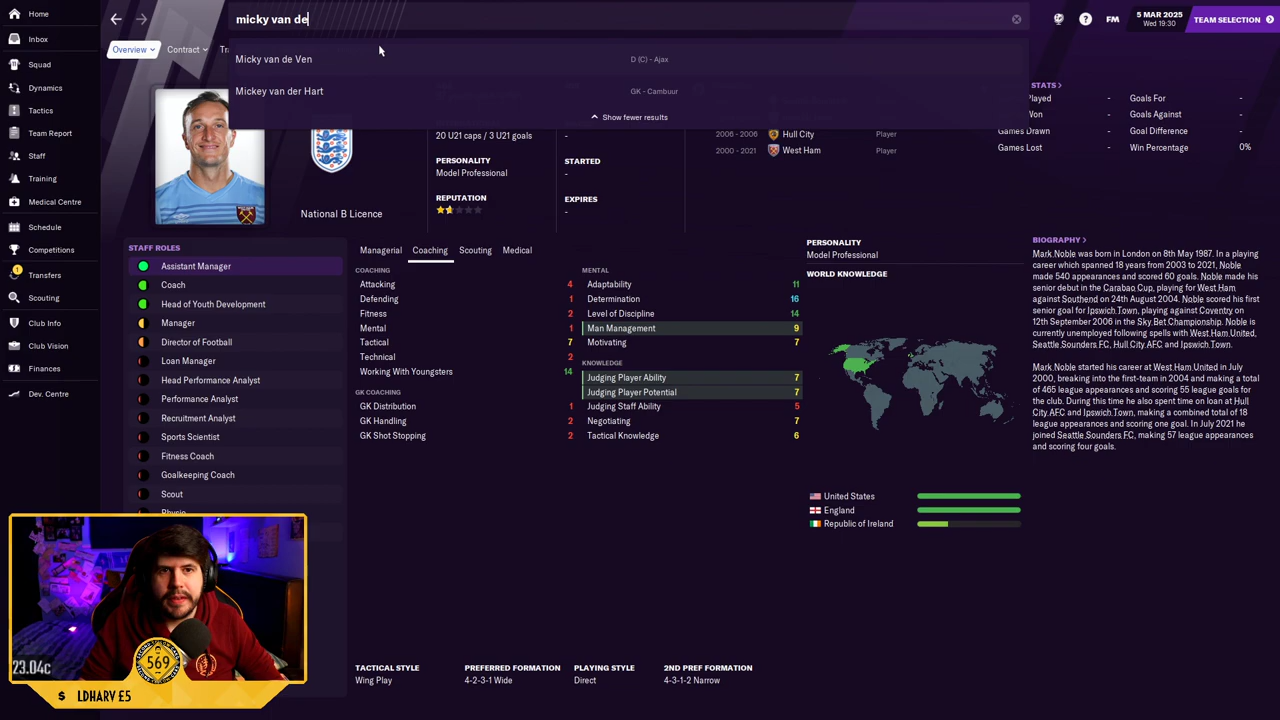 Home
Inbox
Squad
Dynamics
Tactics
Team Report
Staff
Training
Medical Centre
Schedule
Competitions
1
Transfers
Scouting
Club Info
Club Vision
Finances
Dev. Centre
micky van de
FM
5 MAR 2025
Wed 19:30
TEAM SELECTION
Overview
Contract
Micky van de Ven
D (C) - Ajax
Mickey van der Hart
GK - Cambuur
Show fewer results
National B Licence
20 U21 caps / 3 U21 goals
PERSONALITY
Model Professional
REPUTATION
-
STARTED
-
EXPIRES
-
2006 - 2006 Hull City Player
2000 - 2021 West Ham Player
STATS
Played - Goals For -
Won - Goals Against -
Games Drawn - Goal Difference -
Games Lost - Win Percentage 0%
STAFF ROLES
Assistant Manager
Coach
Head of Youth Development
Manager
Director of Football
Loan Manager
Head Performance Analyst
Performance Analyst
Recruitment Analyst
Sports Scientist
Fitness Coach
Goalkeeping Coach
Scout
Managerial Coaching Scouting Medical
COACHING
Attacking 4
Defending 1
Fitness 2
Mental 1
Tactical 7
Technical 2
Working With Youngsters 14
GK COACHING
GK Distribution 1
GK Handling 2
GK Shot Stopping 2
MENTAL
Adaptability 11
Determination 16
Level of Discipline 14
Man Management 9
Motivating 7
KNOWLEDGE
Judging Player Ability 7
Judging Player Potential 7
Judging Staff Ability 5
Negotiating 7
Tactical Knowledge 6
PERSONALITY
Model Professional
WORLD KNOWLEDGE
United States
England
Republic of Ireland
BIOGRAPHY
Mark Noble was born in London on 8th May 1987. In a playing
career which spanned 18 years from 2003 to 2021, Noble
made 540 appearances and scored 60 goals. Noble made his
senior debut in the Carabao Cup, playing for West Ham
against Southend on 24th August 2004. Noble scored his first
senior goal for Ipswich Town, playing against Coventry on
12th September 2006 in the Sky Bet Championship. Noble is
currently unemployed following spells with West Ham United,
Seattle Sounders FC, Hull City AFC and Ipswich Town.
Mark Noble started his career at West Ham United in July
2000, breaking into the first-team in 2004 and making a total
of 465 league appearances and scoring 55 league goals for
the club. During this time he also spent time on loan at Hull
City AFC and Ipswich Town, making a combined total of 18
league appearances and scoring one goal. In July 2021 he
joined Seattle Sounders FC, making 57 league appearances
and scoring four goals.
TACTICAL STYLE
Wing Play
PREFERRED FORMATION
4-2-3-1 Wide
PLAYING STYLE
Direct
2ND PREF FORMATION
4-3-1-2 Narrow
23.04c
569
$ LDHARY £5